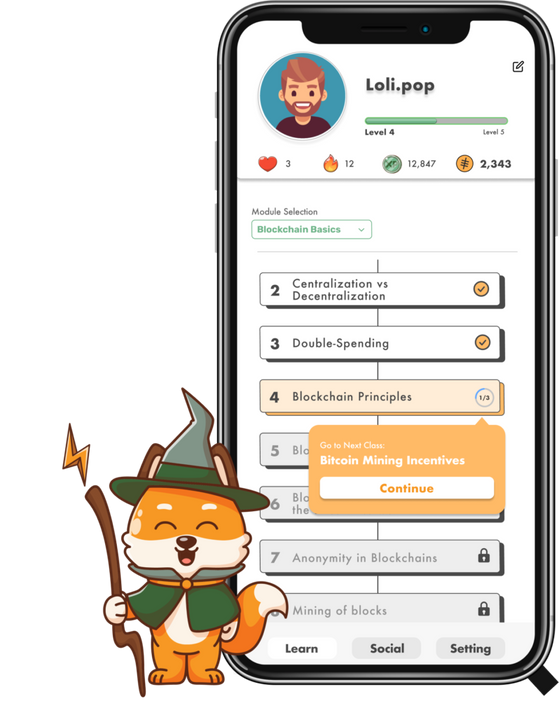 Loli.pop
Level 4
Level 5
3
12
12,847
2,343
Module Selection
Blockchain Basics
2
Centralization vs
Decentralization
3
Double-Spending
4
Blockchain Principles
1/3
Go to Next Class:
Bitcoin Mining Incentives
Continue
5
6
the
7
Anonymity in Blockchains
Mining of blocks
Learn
Social
Setting